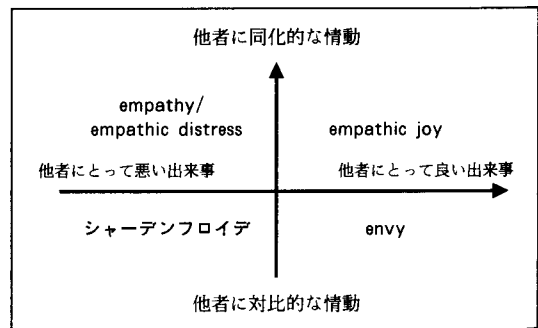 他者に同化的な情動
empathy/
empathic distress
empathic joy
他者にとって悪い出来事
他者にとって良い出来事
シャーデンフロイデ
envy
他者に対比的な情動